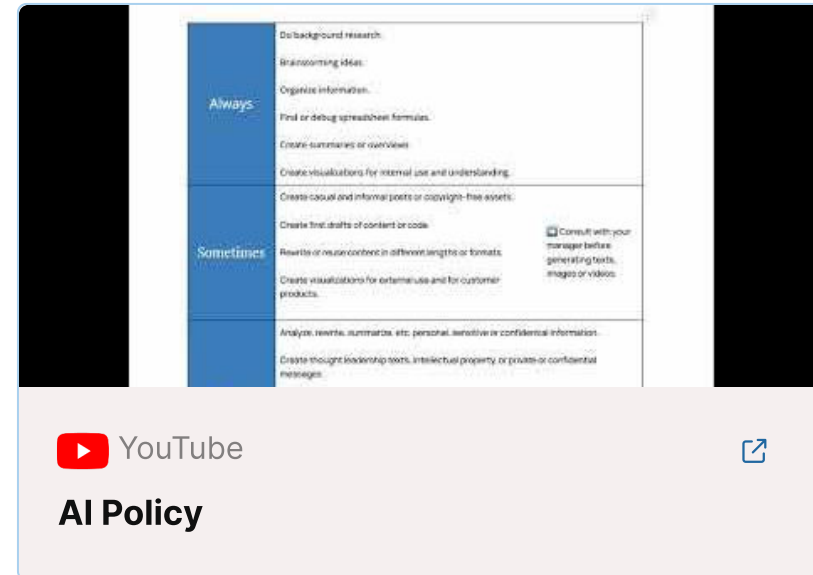 Always
Do background research.
Brainstorming ideas.
Organize information.
Find or debug spreadsheet formulas.
Create summaries or overviews
Create visualizations for internal use and understanding.
Sometimes
Create casual and informal posts or copyright-free assets.
Create first drafts of content or code
Rewrite or reuse content in different lengths or formats
Create visualizations for external use and for customer
products.
Consult with your
manager before
generating texts,
images or videos.
Analyze, rewrite, summarize, etc. personal, sensitive or confidential information.
Create thought leadership texts, intellectual property, or private or confidential
messages
YouTube
AI Policy